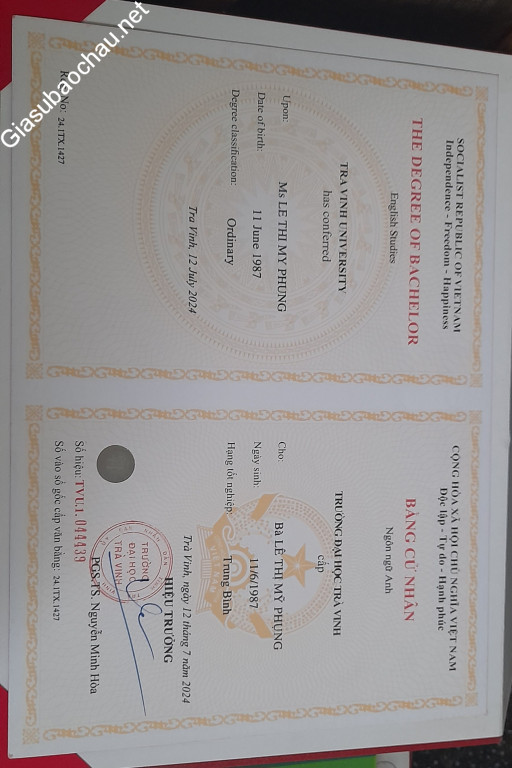 Giasubaochau.net
SOCIALIST REPUBLIC OF VIETNAM
Independence - Freedom - Happiness
THE DEGREE OF BACHELOR
English Studies
TRA VINH UNIVERSITY
has conferred
Upon: Ms LE THI MY PHUNG
Date of birth: 11 June 1987
Degree classification: Ordinary
Tra Vinh, 12 July 2024
No: 24.1TX.1427
CỘNG HÒA XÃ HỘI CHỦ NGHĨA VIỆT NAM
Độc lập - Tự do - Hạnh phúc
BẰNG CỬ NHÂN
Ngôn ngữ Anh
TRƯỜNG ĐẠI HỌC TRÀ VINH
cấp
Cho: Bà LÊ THỊ MỸ PHỤNG
Ngày sinh: 11/6/1987
Hạng tốt nghiệp: Trung Bình
Trà Vinh, ngày 12 tháng 7 năm 2024
HIỆU TRƯỞNG
TRƯỜNG
ĐẠI HỌC
TRÀ VINH
PGS.TS. Nguyễn Minh Hòa
Số hiệu: TVU.1.044439
Số vào sổ gốc cấp văn bằng: 24.1TX.1427